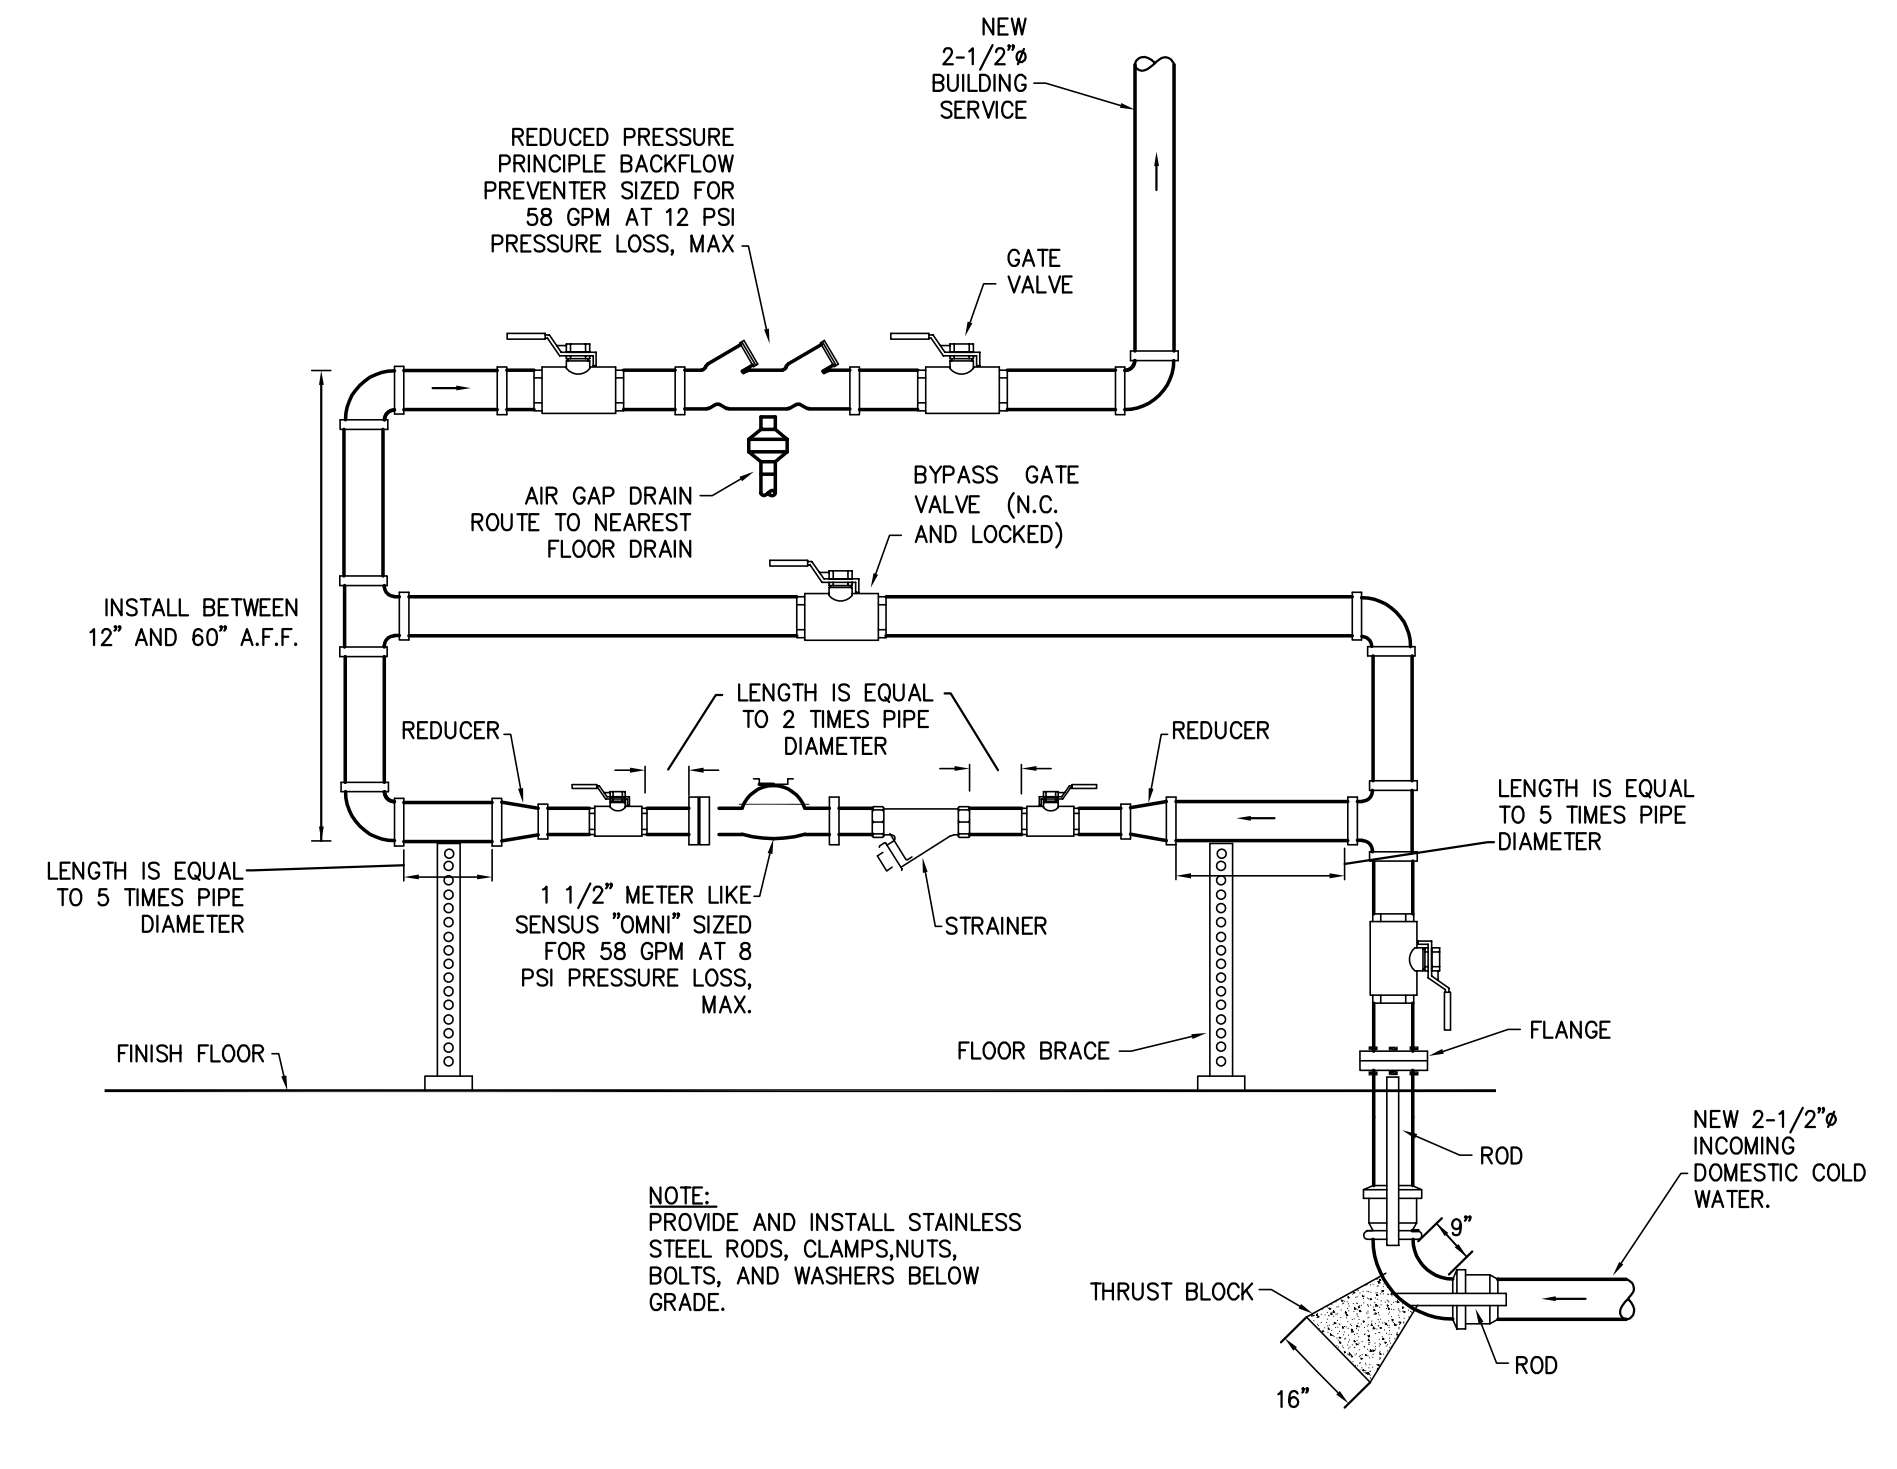 NEW
2-1/2"ø
BUILDING
SERVICE
REDUCED PRESSURE
PRINCIPLE BACKFLOW
PREVENTER SIZED FOR
58 GPM AT 12 PSI
PRESSURE LOSS, MAX
GATE
VALVE
AIR GAP DRAIN
ROUTE TO NEAREST
FLOOR DRAIN
BYPASS GATE
VALVE (N.C.
AND LOCKED)
INSTALL BETWEEN
12" AND 60" A.F.F.
REDUCER
LENGTH IS EQUAL
TO 2 TIMES PIPE
DIAMETER
REDUCER
LENGTH IS EQUAL
TO 5 TIMES PIPE
DIAMETER
LENGTH IS EQUAL
TO 5 TIMES PIPE
DIAMETER
1 1/2" METER LIKE
SENSUS "OMNI" SIZED
FOR 58 GPM AT 8
PSI PRESSURE LOSS,
MAX.
STRAINER
FINISH FLOOR
FLOOR BRACE
FLANGE
ROD
NEW 2-1/2"ø
INCOMING
DOMESTIC COLD
WATER.
NOTE:
PROVIDE AND INSTALL STAINLESS
STEEL RODS, CLAMPS,NUTS,
BOLTS, AND WASHERS BELOW
GRADE.
9"
THRUST BLOCK
ROD
16"